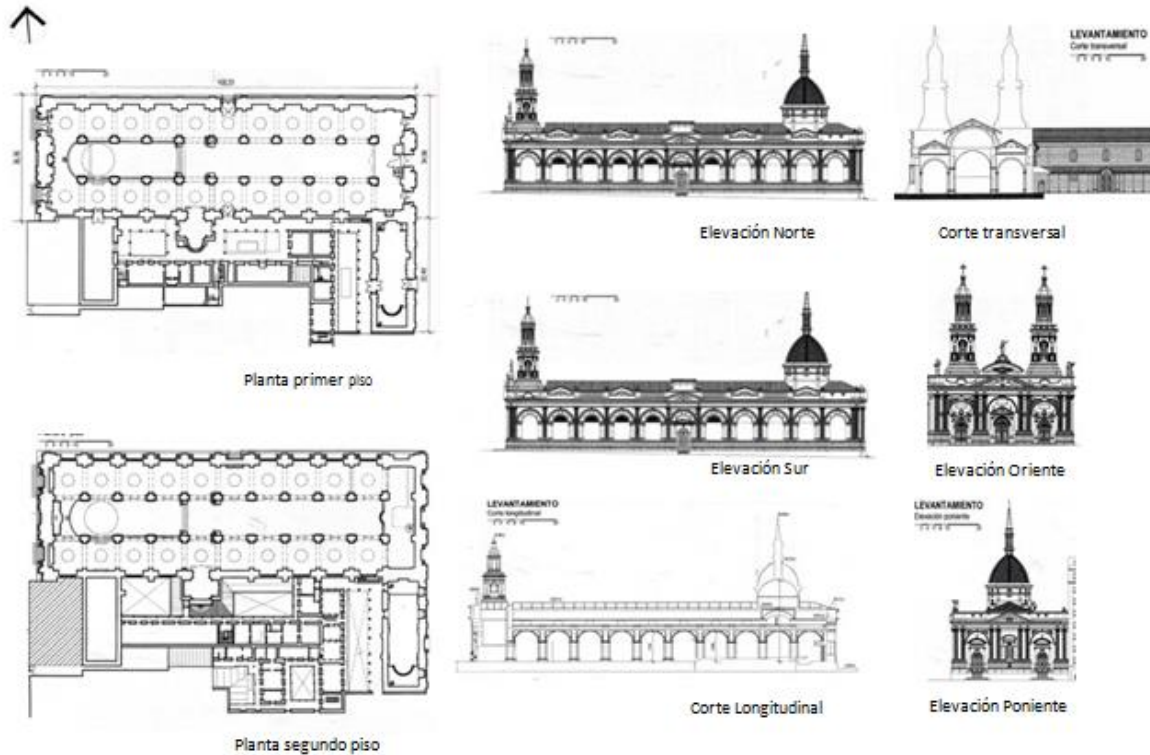 Planta primer piso
Planta segundo piso
Elevación Norte
LEVANTAMIENTO
Corte transversal
Corte transversal
Elevación Sur
Elevación Oriente
LEVANTAMIENTO
Corte longitudinal
Corte Longitudinal
LEVANTAMIENTO
Elevación poniente
Elevación Poniente